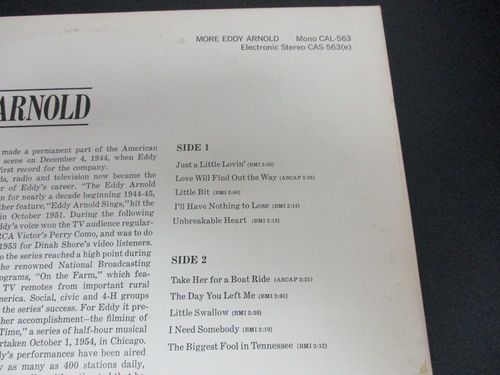 MORE EDDY ARNOLD Mono CAL-563
Electronic Stereo CAS-563(e)
ARNOLD
made a permanent part of the American
scene on December 4, 1944, when Eddy
first record for the company.
ds, radio and television now became the
r of Eddy's career. "The Eddy Arnold
n for nearly a decade beginning 1944-45,
ther feature, "Eddy Arnold Sings," hit the
in October 1951. During the following
ddy's voice won the TV audience regular-
RCA Victor's Perry Como, and was to do
1953 for Dinah Shore's video listeners.
o the series reached a high point during
the renowned National Broadcasting
ograms, "On the Farm," which fea-
TV remotes from important rural
merica. Social, civic and 4-H groups
the series' success. For Eddy it pre-
her accomplishment—the filming of
Time," a series of half-hour musical
rtaken October 1, 1954, in Chicago.
dy's performances have been aired
y as many as 400 stations daily,
SIDE 1
Just a Little Lovin' (BMI 2:35)
Love Will Find Out the Way (ASCAP 2:25)
Little Bit (BMI 2:09)
I'll Have Nothing to Lose (BMI 2:14)
Unbreakable Heart (BMI 2:12)
SIDE 2
Take Her for a Boat Ride (ASCAP 2:25)
The Day You Left Me (BMI 2:01)
Little Swallow (BMI 2:30)
I Need Somebody (BMI 2:10)
The Biggest Fool in Tennessee (BMI 2:12)